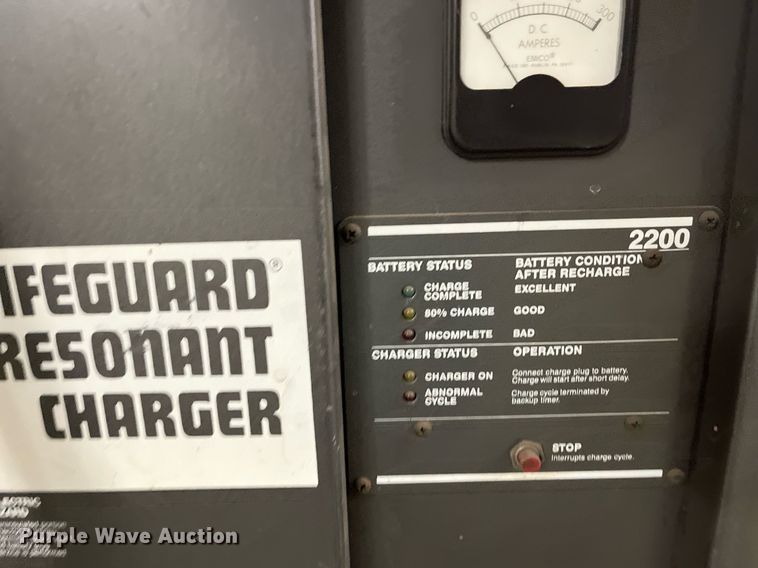 0 300
D.C.
AMPERES
EMCO®
IFEGUARD®
RESONANT
CHARGER
2200
BATTERY STATUS
BATTERY CONDITION
AFTER RECHARGE
CHARGE
COMPLETE
EXCELLENT
80% CHARGE
GOOD
INCOMPLETE
BAD
CHARGER STATUS
OPERATION
CHARGER ON
Connect charge plug to battery.
Charge will start after short delay.
ABNORMAL
CYCLE
Charge cycle terminated by
backup timer.
STOP
Interrupts charge cycle.
Purple Wave Auction